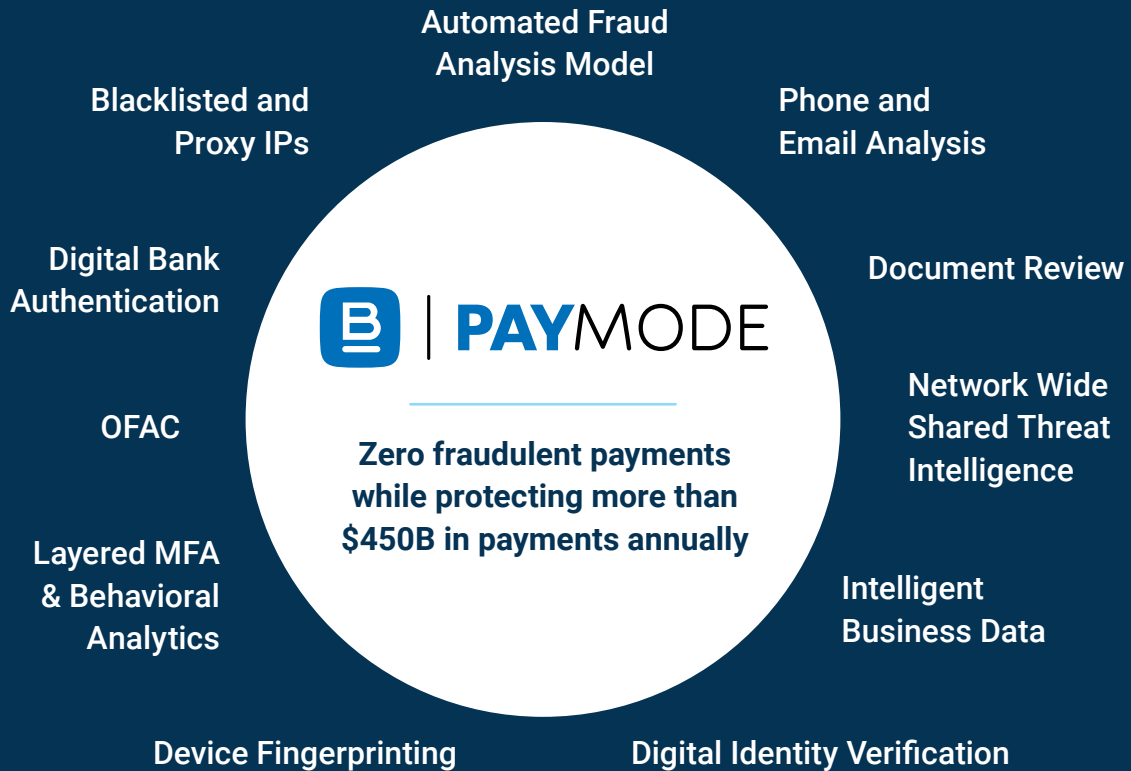 Automated Fraud
Analysis Model
Blacklisted and
Proxy IPs
Phone and
Email Analysis
Digital Bank
Authentication
Document Review
B | PAYMODE
OFAC
Network Wide
Shared Threat
Intelligence
Zero fraudulent payments
while protecting more than
$450B in payments annually
Layered MFA
& Behavioral
Analytics
Intelligent
Business Data
Device Fingerprinting
Digital Identity Verification